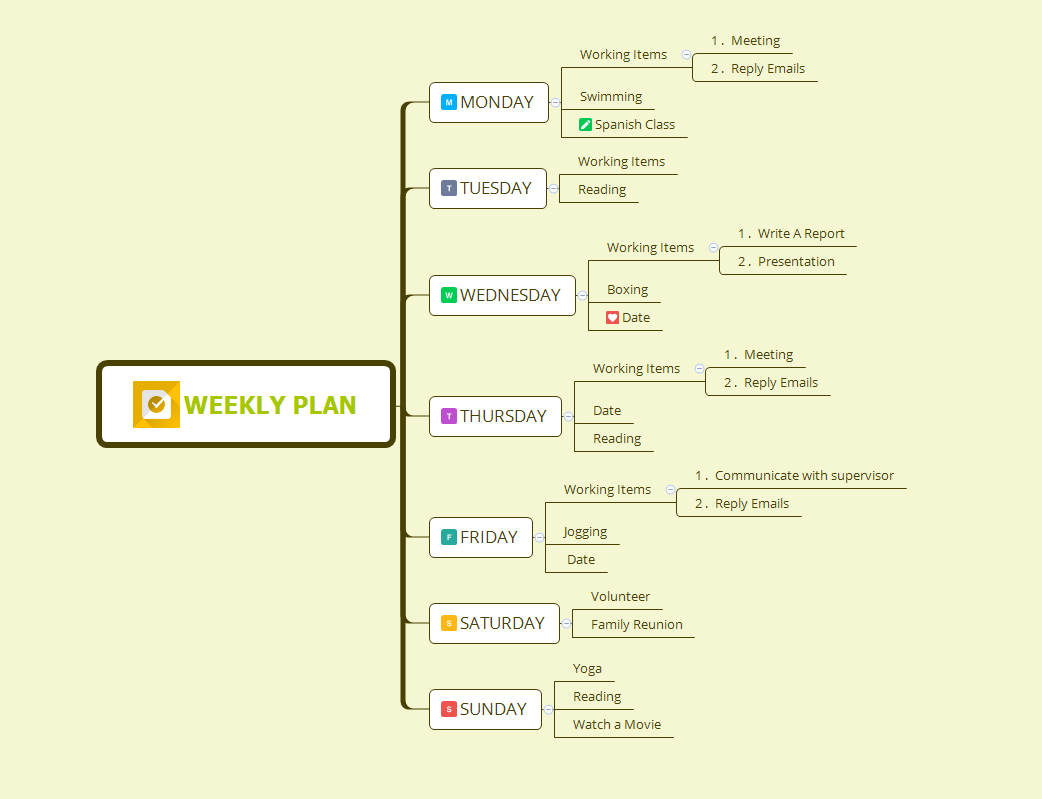 WEEKLY PLAN
M MONDAY
Working Items
1. Meeting
2. Reply Emails
Swimming
Spanish Class
T TUESDAY
Working Items
Reading
W WEDNESDAY
Working Items
1. Write A Report
2. Presentation
Boxing
Date
T THURSDAY
Working Items
1. Meeting
2. Reply Emails
Date
Reading
F FRIDAY
Working Items
1. Communicate with supervisor
2. Reply Emails
Jogging
Date
S SATURDAY
Volunteer
Family Reunion
S SUNDAY
Yoga
Reading
Watch a Movie